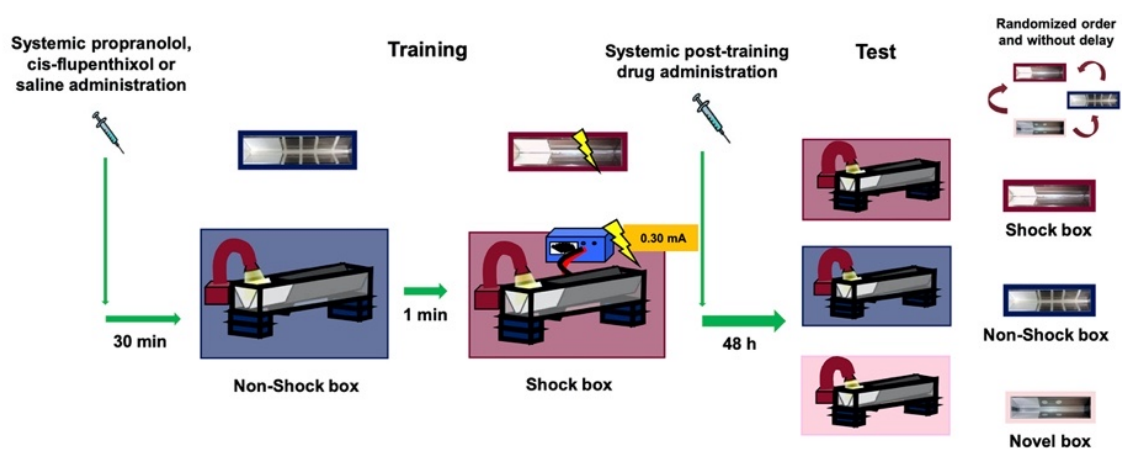 Systemic propranolol,
cis-flupenthixol or
saline administration
Training
Systemic post-training
drug administration
Test
Randomized order
and without delay
0.30 mA
30 min
1 min
48 h
Non-Shock box
Shock box
Shock box
Non-Shock box
Novel box